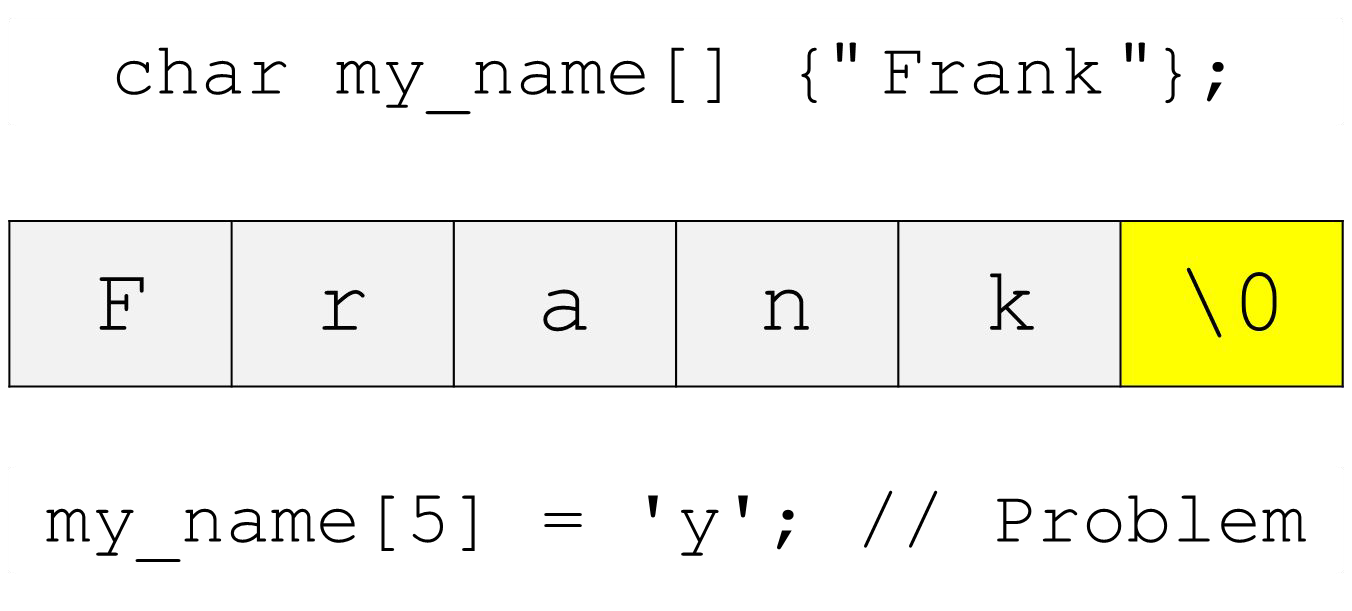 char my_name[] {"Frank"};
F r a n k \0
my_name[5] = 'y'; // Problem